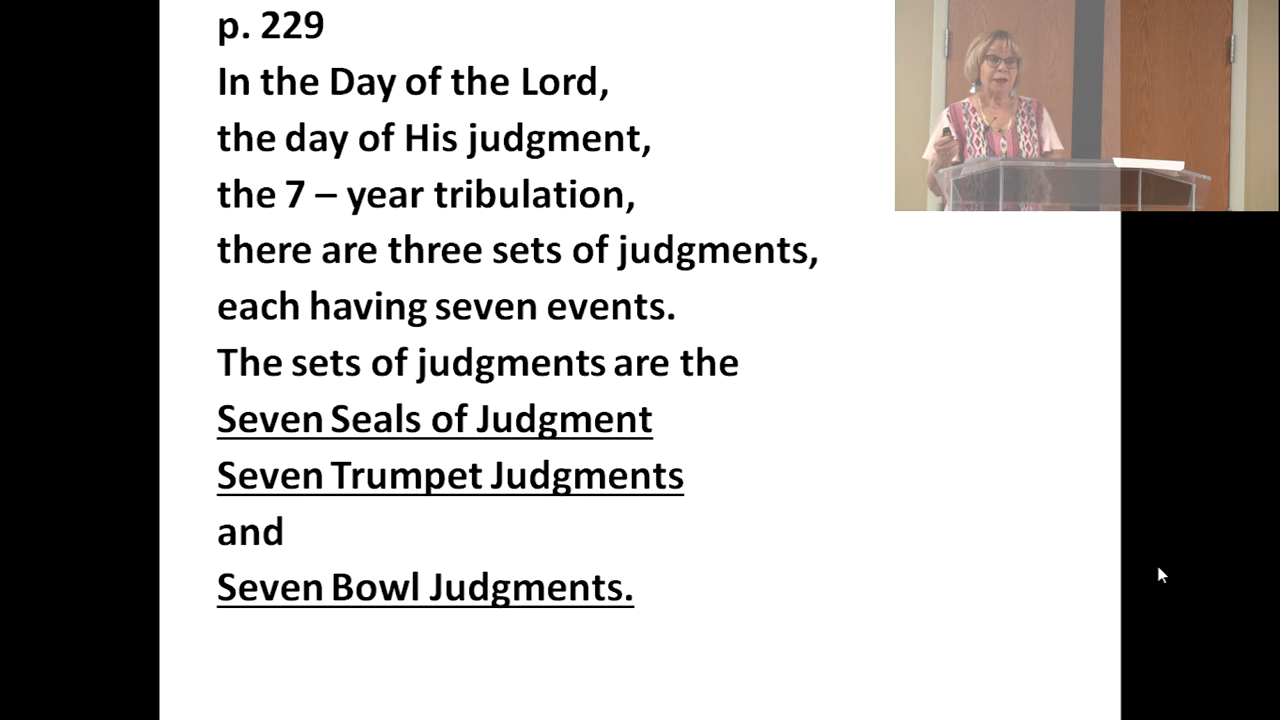 p. 229
In the Day of the Lord,
the day of His judgment,
the 7 – year tribulation,
there are three sets of judgments,
each having seven events.
The sets of judgments are the
Seven Seals of Judgment
Seven Trumpet Judgments
and
Seven Bowl Judgments.